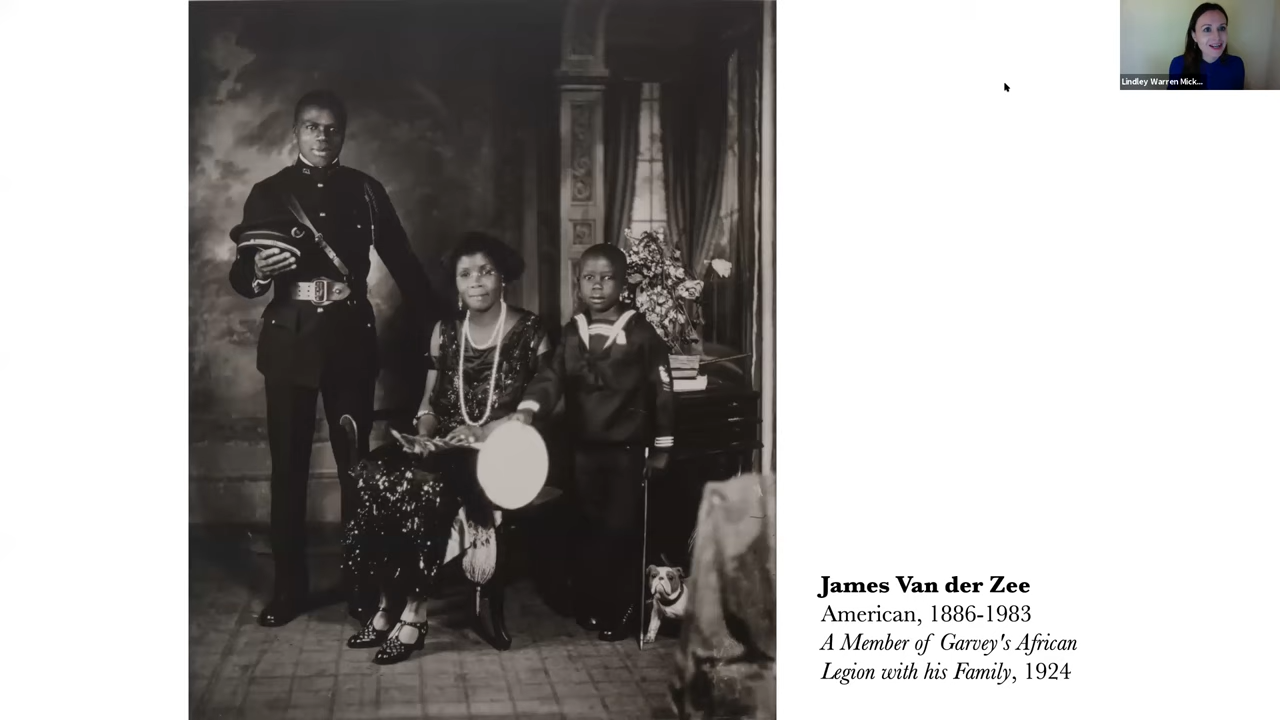 Lindley Warren Mick...
James Van der Zee
American, 1886-1983
A Member of Garvey's African
Legion with his Family, 1924